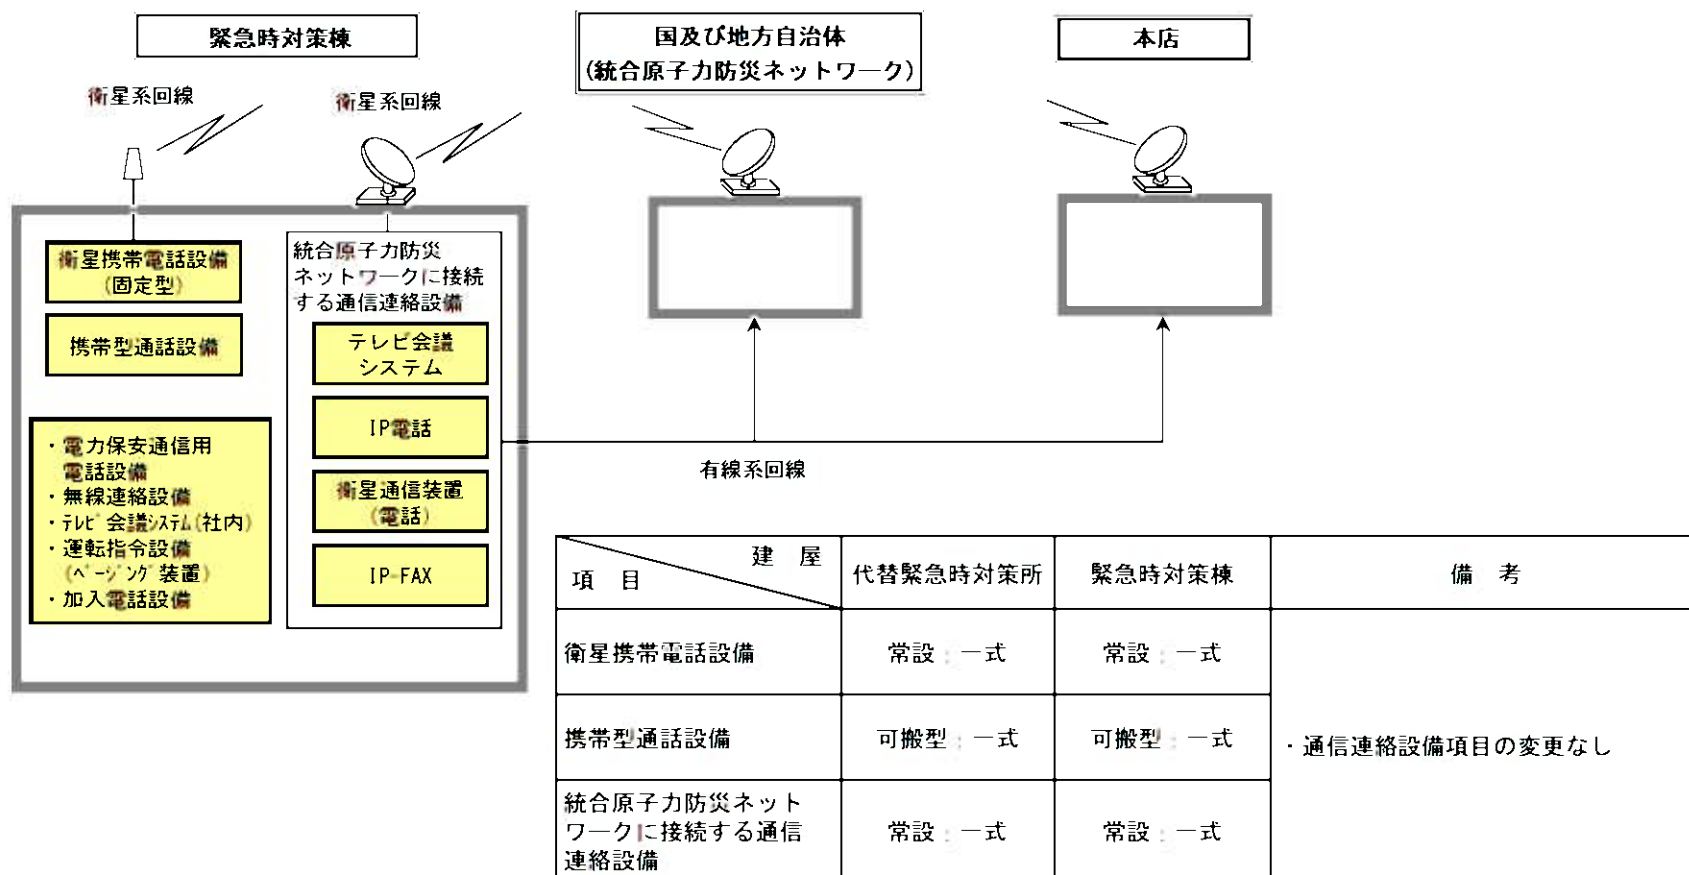 緊急時対策棟
国及び地方自治体
(統合原子力防災ネットワーク)
本店
衛星系回線
衛星系回線
衛星携帯電話設備
(固定型)
携帯型通話設備
・電力保安通信用
電話設備
・無線連絡設備
・テレビ会議システム(社内)
・運転指令設備
(ページング装置)
・加入電話設備
統合原子力防災
ネットワークに接続
する通信連絡設備
テレビ会議
システム
IP電話
衛星通信装置
(電話)
IP-FAX
有線系回線
建 屋
項 目
代替緊急時対策所
緊急時対策棟
備 考
衛星携帯電話設備
常設:一式
常設:一式
携帯型通話設備
可搬型:一式
可搬型:一式
・通信連絡設備項目の変更なし
統合原子力防災ネット
ワークに接続する通信
連絡設備
常設:一式
常設:一式